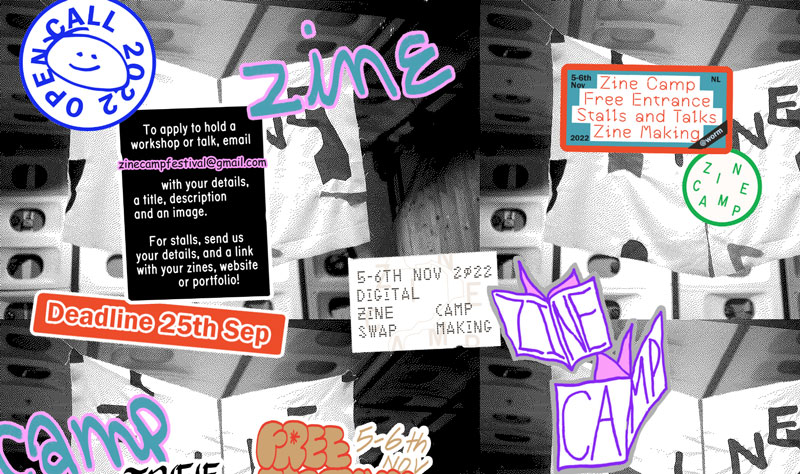 OPEN CALL 2022
zine
To apply to hold a
workshop or talk, email
zinecampfestival@gmail.com
with your details,
a title, description
and an image.
For stalls, send us
your details, and a link
with your zines, website
or portfolio!
Deadline 25th Sep
5-6th
Nov
NL
Zine Camp
Free Entrance
Stalls and Talks
Zine Making
2022
@worm
ZINE
CAMP
5-6TH NOV 2022
DIGITAL
ZINE CAMP
SWAP MAKING
ZINE
CAMP
camp
FREE
5-6th
Nov